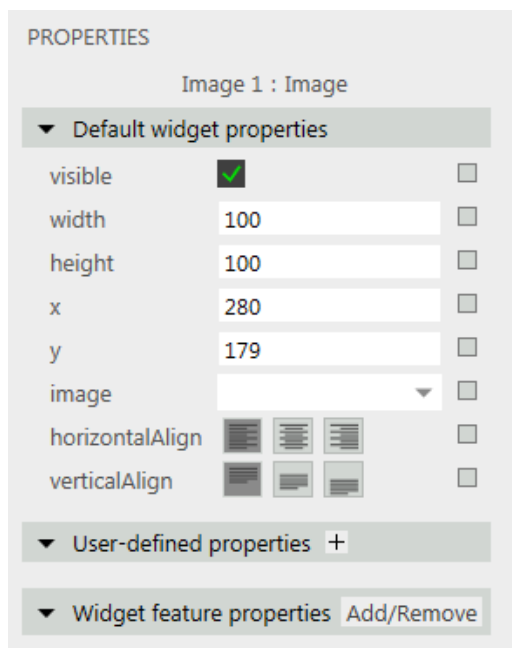 PROPERTIES
Image 1 : Image
Default widget properties
visible
width 100
height 100
x 280
y 179
image
horizontalAlign
verticalAlign
User-defined properties +
Widget feature properties Add/Remove